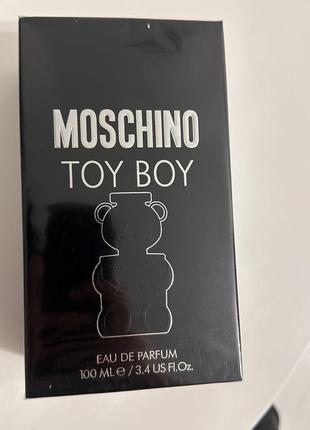 MOSCHINO
TOY BOY
EAU DE PARFUM
100 ML ℮ / 3.4 US Fl.Oz.